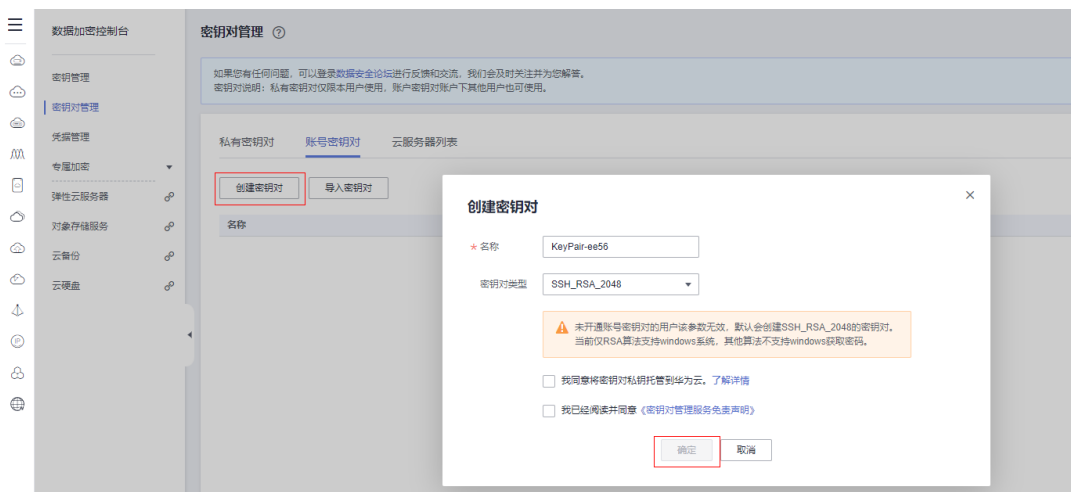 数据加密控制台
密钥管理
密钥对管理
凭据管理
专属加密
弹性云服务器
对象存储服务
云备份
云硬盘
密钥对管理
如果您有任何问题，可以登录数据安全论坛进行反馈和交流，我们会及时关注并为您解答。
密钥对说明：私有密钥对仅限本用户使用，账户密钥对账户下其他用户也可使用。
私有密钥对 账号密钥对 云服务器列表
创建密钥对 导入密钥对
名称
创建密钥对
★ 名称 KeyPair-ee56
密钥对类型 SSH_RSA_2048
未开通账号密钥对的用户该参数无效，默认会创建SSH_RSA_2048的密钥对。
当前仅RSA算法支持windows系统，其他算法不支持windows获取密码。
我同意将密钥对私钥托管到华为云。了解详情
我已经阅读并同意《密钥对管理服务免责声明》
确定 取消